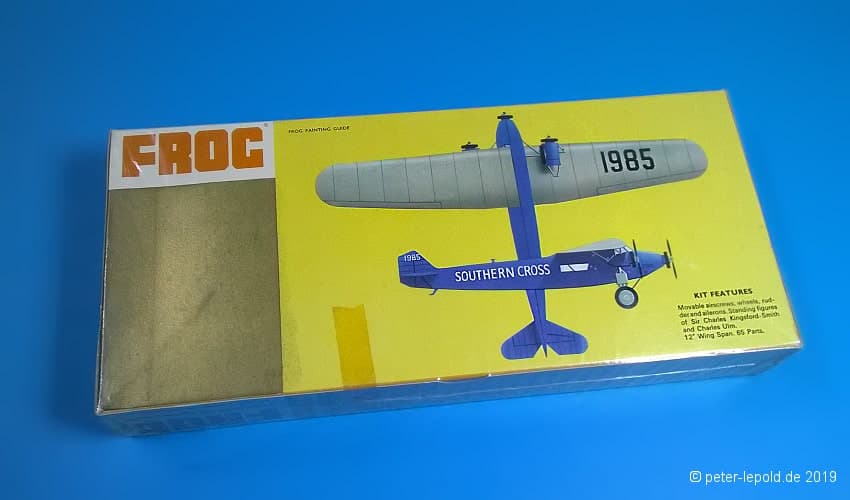 FROG
FROG PAINTING GUIDE
1985
1985
SOUTHERN CROSS
KIT FEATURES
Movable airscrews, wheels, rud-
der and ailerons. Standing figures
of Sir Charles Kingsford-Smith
and Charles Ulm.
12" Wing Span. 65 Parts.
© peter-lepold.de 2019